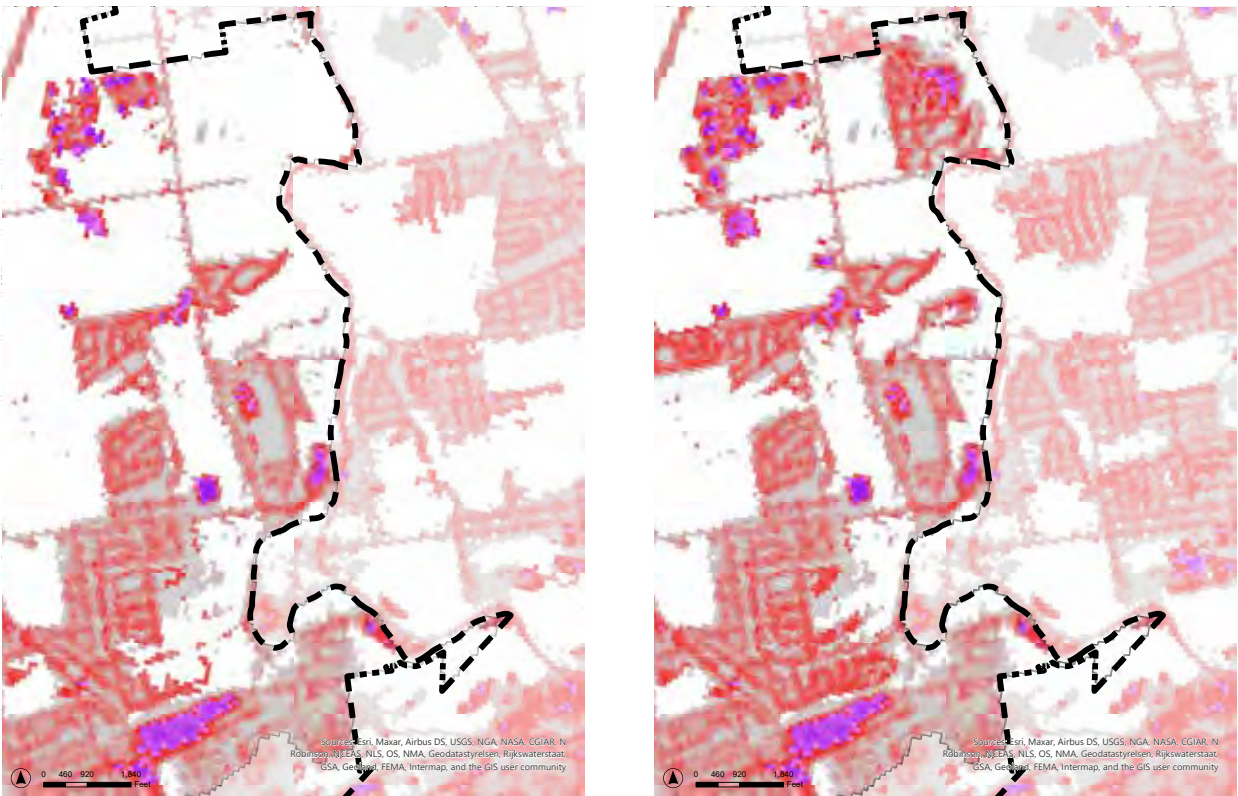 Sources: Esri, Maxar, Airbus DS, USGS, NGA, NASA, CGIAR, N
Robinson, NCEAS, NLS, OS, NMA, Geodatastyrelsen, Rijkswaterstaat,
GSA, Geoland, FEMA, Intermap, and the GIS user community
0 460 920 1,840
Feet
Sources: Esri, Maxar, Airbus DS, USGS, NGA, NASA, CGIAR, N
Robinson, NCEAS, NLS, OS, NMA, Geodatastyrelsen, Rijkswaterstaat,
GSA, Geoland, FEMA, Intermap, and the GIS user community
0 460 920 1,840
Feet